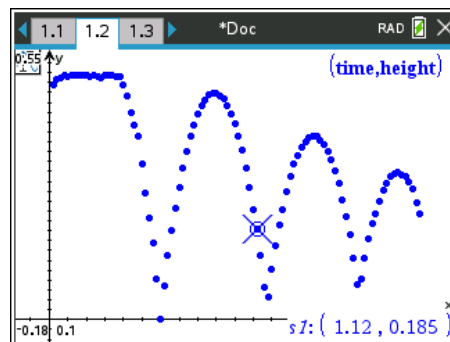 1.1 1.2 1.3 *Doc RAD
0.55 y
(time,height)
x
-0.18 0.1
s1: ( 1.12 , 0.185 )